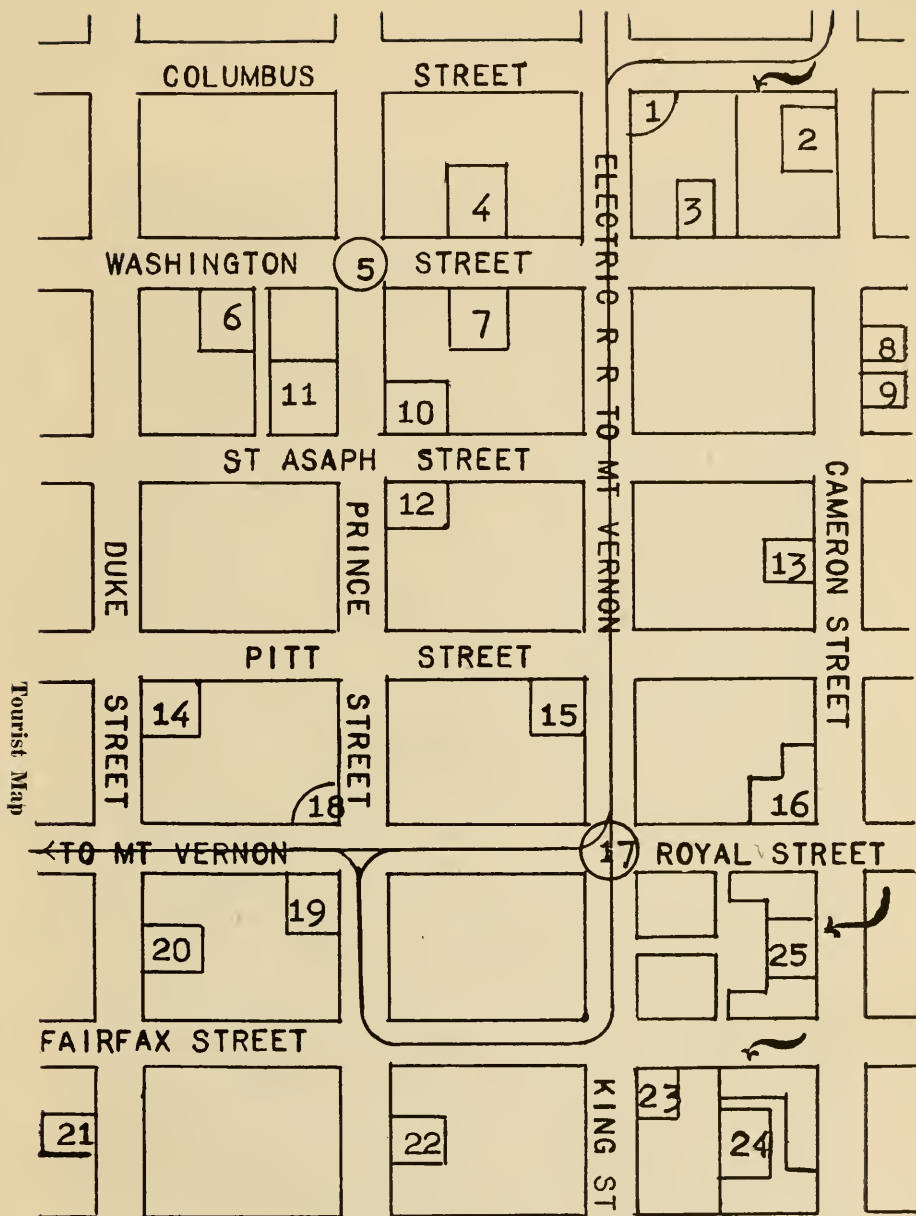 COLUMBUS STREET
1
2
3
4
WASHINGTON STREET
5
6
7
8
9
10
11
ELECTRIC R R TO MT VERNON
ST ASAPH STREET
12
13
DUKE STREET
PRINCE STREET
CAMERON STREET
PITT STREET
14
15
16
18
Tourist Map
TO MT VERNON
17
ROYAL STREET
19
20
25
FAIRFAX STREET
KING ST
21
22
23
24